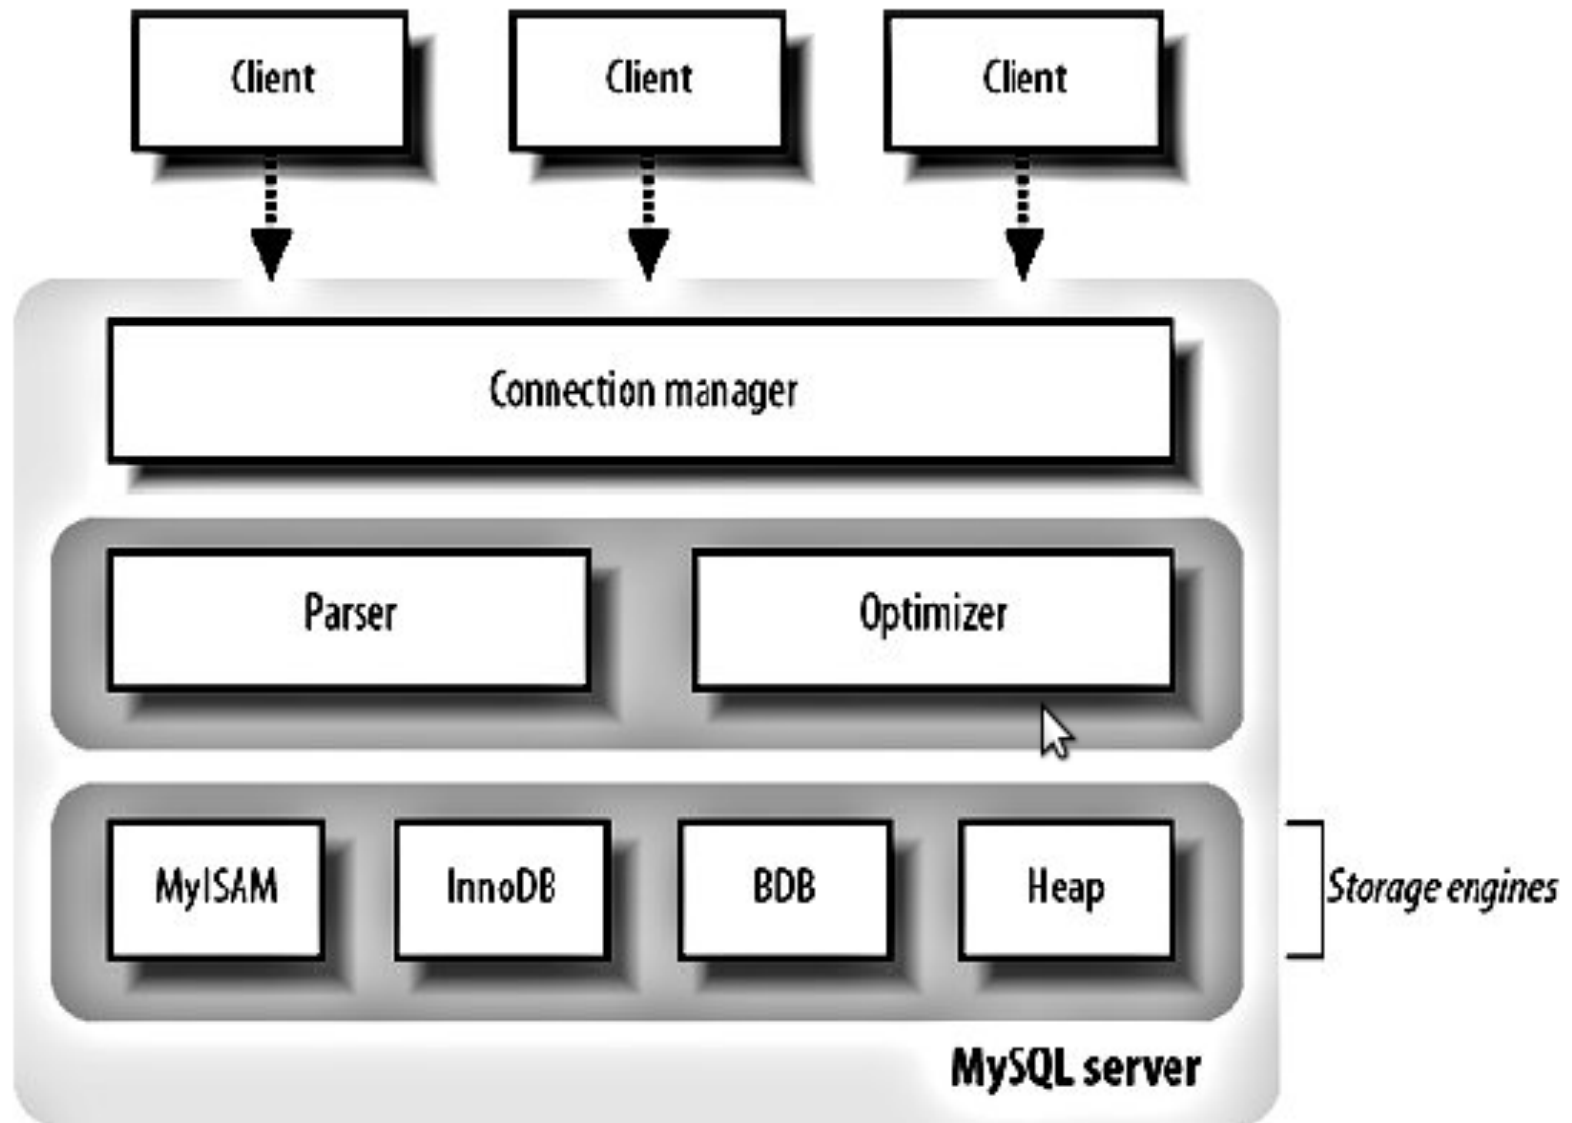 Client
Client
Client
Connection manager
Parser
Optimizer
MyISAM
InnoDB
BDB
Heap
Storage engines
MySQL server